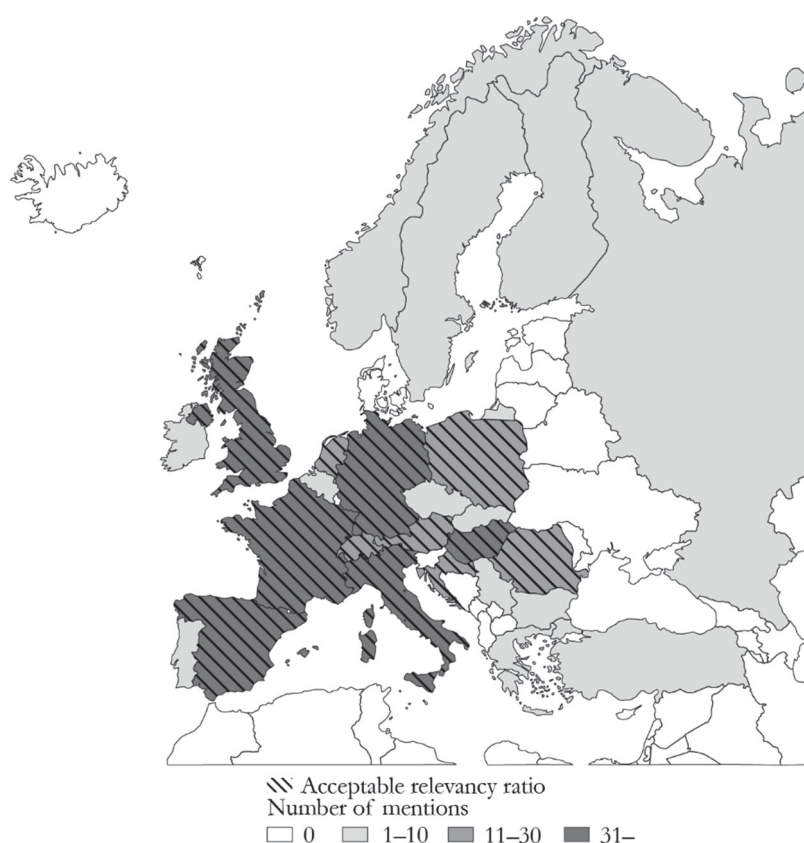 Acceptable relevancy ratio
Number of mentions
0 1–10 11–30 31–